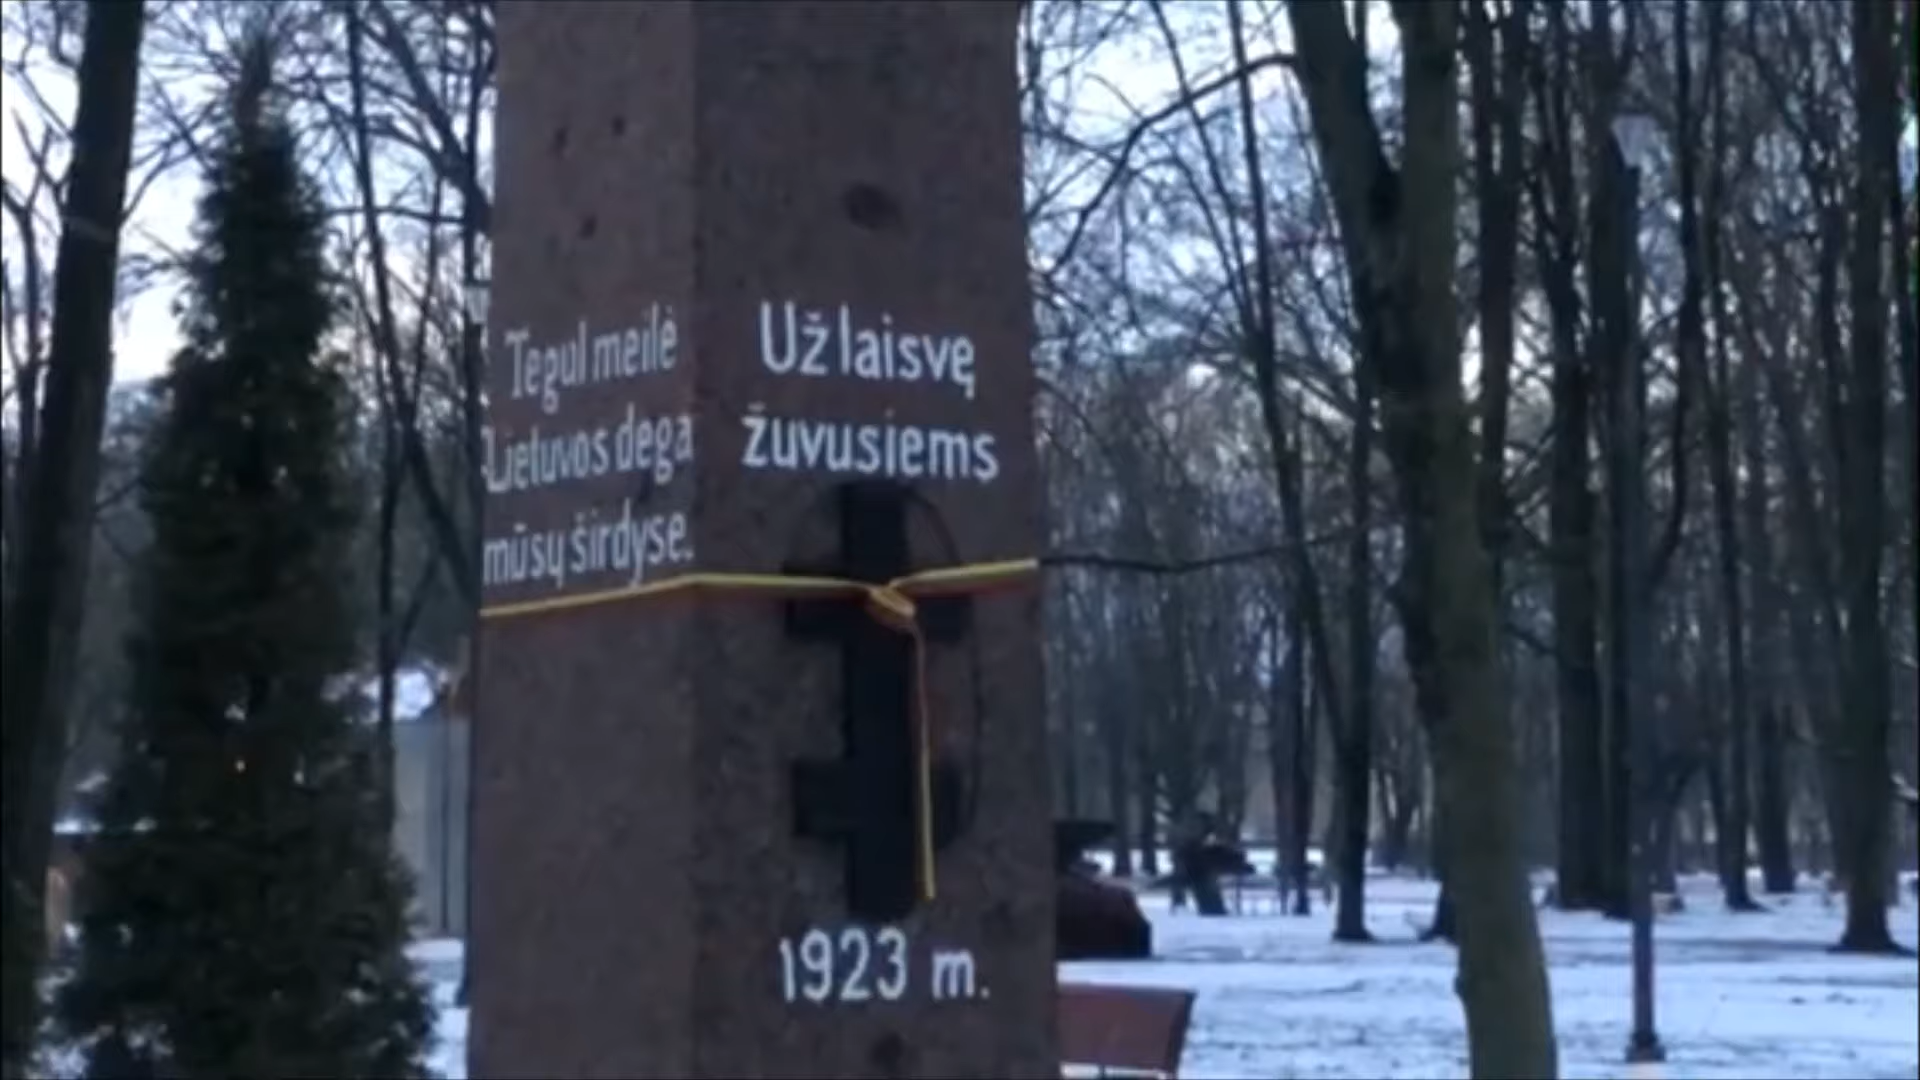 Tegul meilė
Lietuvos dega
mūsų širdyse.
Už laisvę
žuvusiems
1923 m.